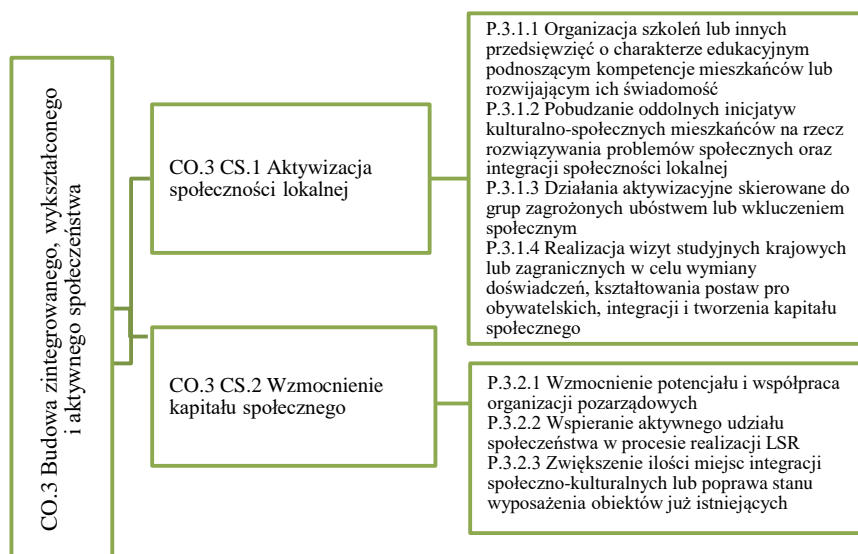 CO.3 Budowa zintegrowanego, wykształconego
i aktywnego społeczeństwa
CO.3 CS.1 Aktywizacja
społeczności lokalnej
P.3.1.1 Organizacja szkoleń lub innych
przedsięwzięć o charakterze edukacyjnym
podnoszącym kompetencje mieszkańców lub
rozwijającym ich świadomość
P.3.1.2 Pobudzanie oddolnych inicjatyw
kulturalno-społecznych mieszkańców na rzecz
rozwiązywania problemów społecznych oraz
integracji społeczności lokalnej
P.3.1.3 Działania aktywizacyjne skierowane do
grup zagrożonych ubóstwem lub wkluczeniem
społecznym
P.3.1.4 Realizacja wizyt studyjnych krajowych
lub zagranicznych w celu wymiany
doświadczeń, kształtowania postaw pro
obywatelskich, integracji i tworzenia kapitału
społecznego
CO.3 CS.2 Wzmocnienie
kapitału społecznego
P.3.2.1 Wzmocnienie potencjału i współpraca
organizacji pozarządowych
P.3.2.2 Wspieranie aktywnego udziału
społeczeństwa w procesie realizacji LSR
P.3.2.3 Zwiększenie ilości miejsc integracji
społeczno-kulturalnych lub poprawa stanu
wyposażenia obiektów już istniejących